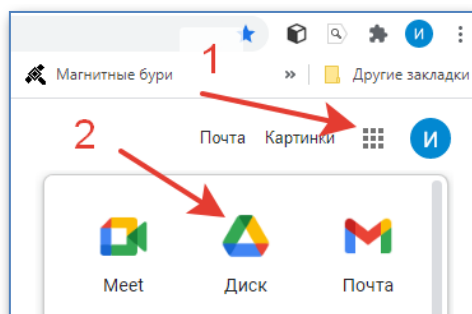 И
Магнитные бури » Другие закладки
1
Почта Картинки И
2
Meet Диск Почта